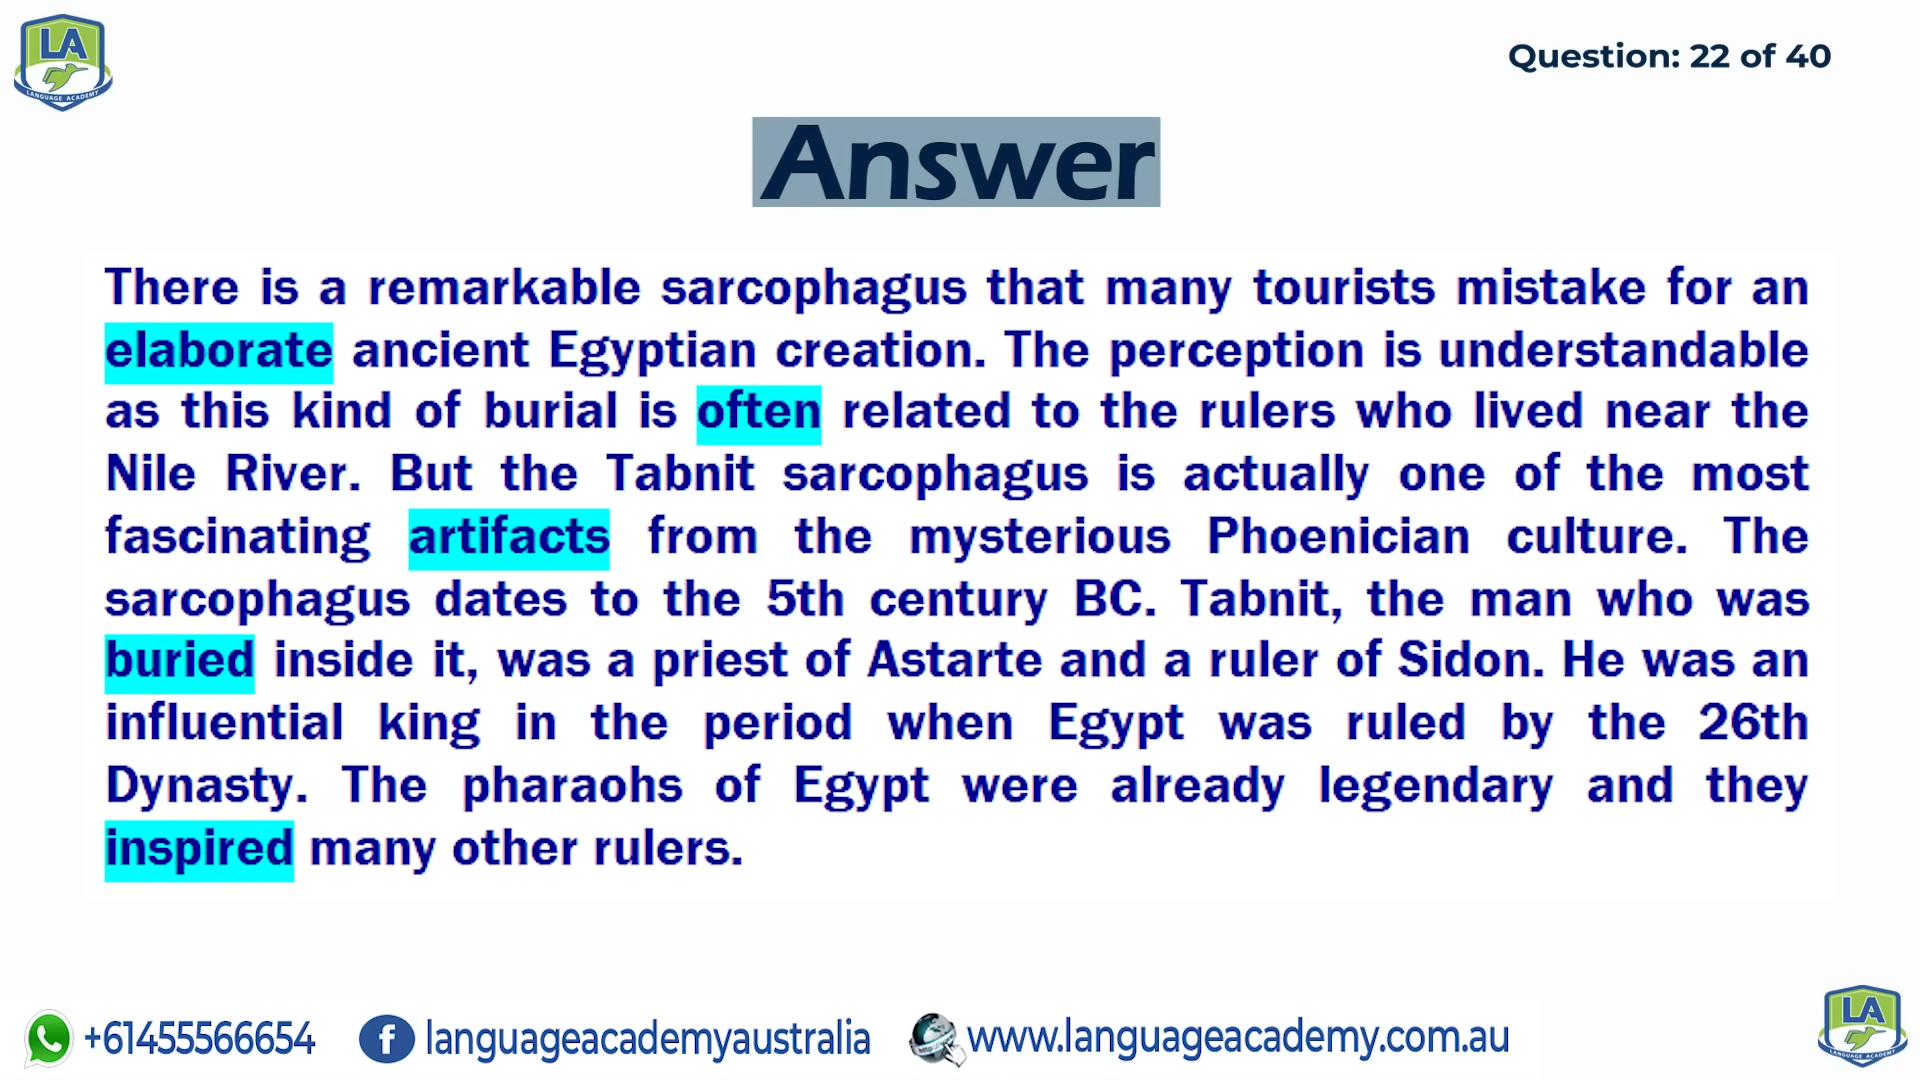 LA
LANGUAGE ACADEMY
Question: 22 of 40
Answer
There is a remarkable sarcophagus that many tourists mistake for an
elaborate ancient Egyptian creation. The perception is understandable
as this kind of burial is often related to the rulers who lived near the
Nile River. But the Tabnit sarcophagus is actually one of the most
fascinating artifacts from the mysterious Phoenician culture. The
sarcophagus dates to the 5th century BC. Tabnit, the man who was
buried inside it, was a priest of Astarte and a ruler of Sidon. He was an
influential king in the period when Egypt was ruled by the 26th
Dynasty. The pharaohs of Egypt were already legendary and they
inspired many other rulers.
+61455566654 languageacademyaustralia www.languageacademy.com.au
LA
LANGUAGE ACADEMY